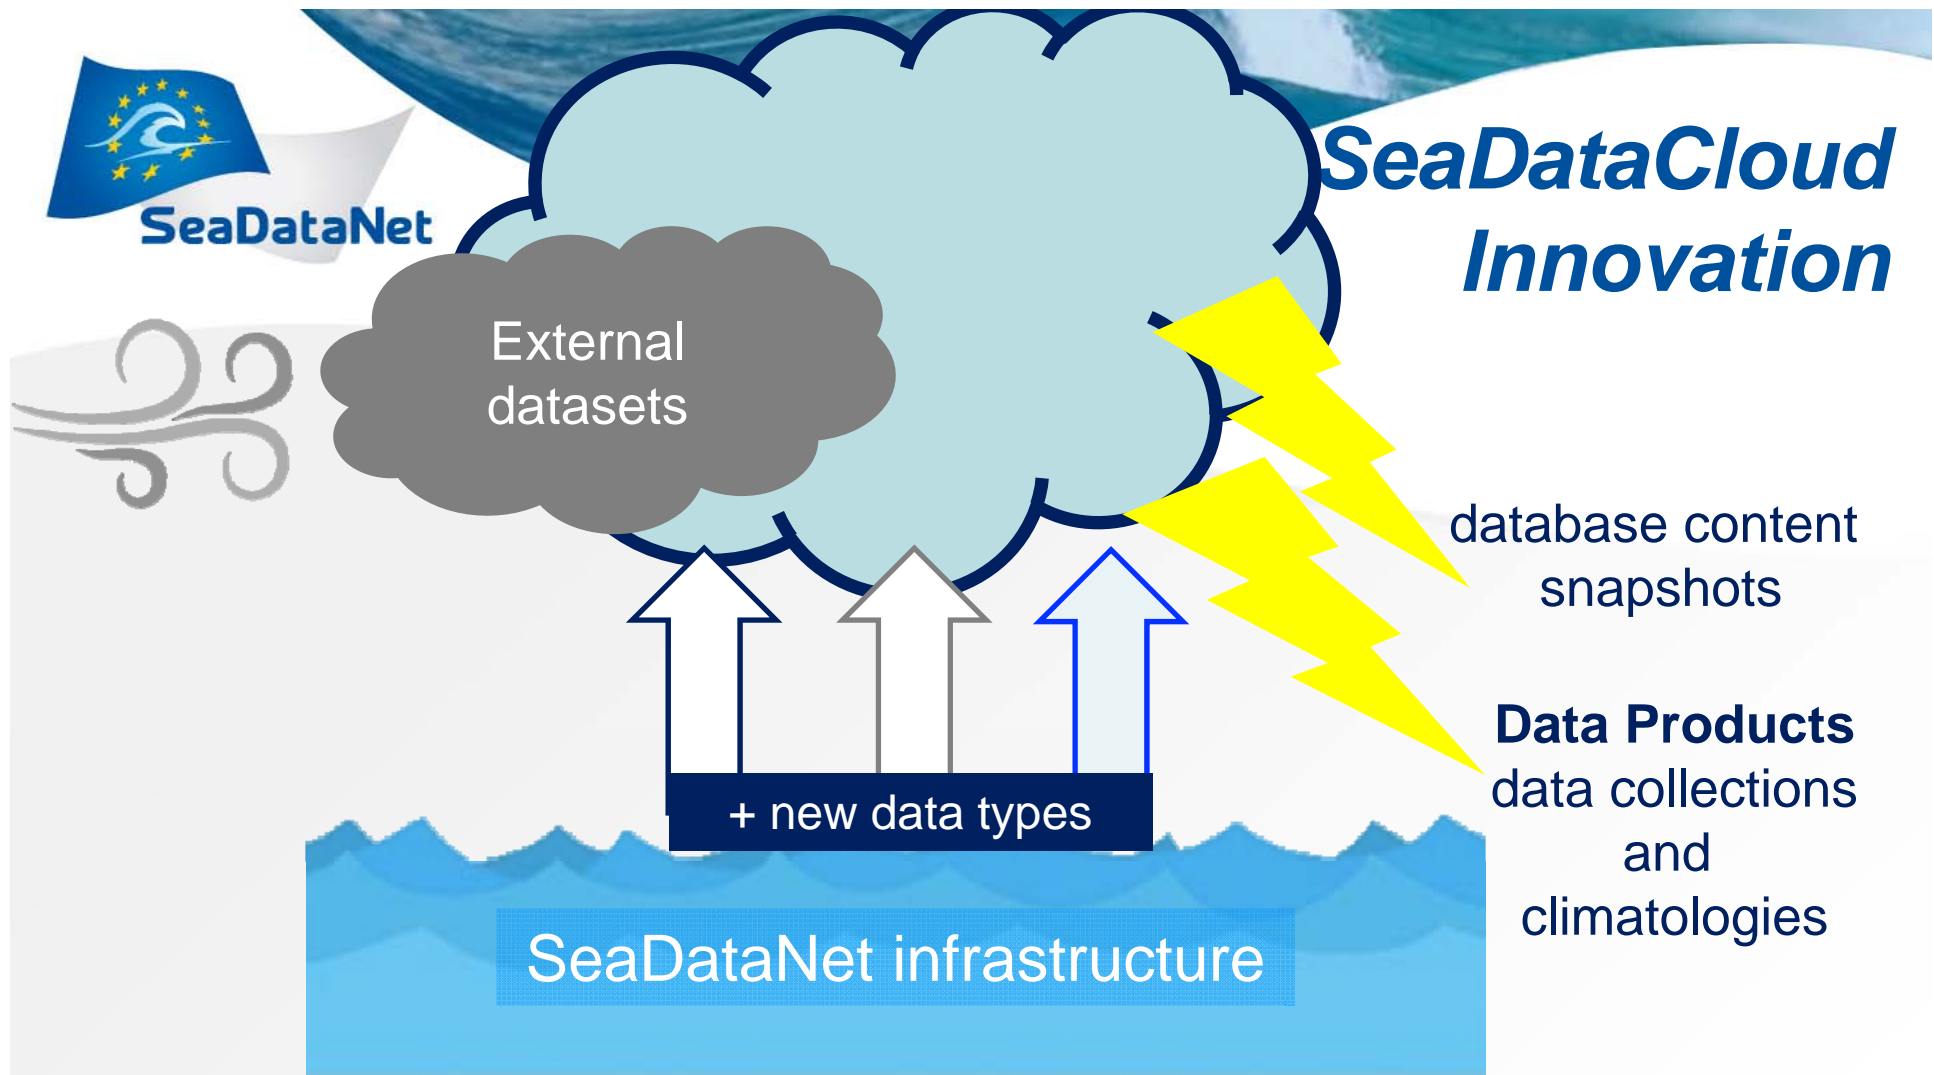 SeaDataNet
SeaDataCloud
Innovation
External
datasets
database content
snapshots
Data Products
data collections
and
climatologies
+ new data types
SeaDataNet infrastructure